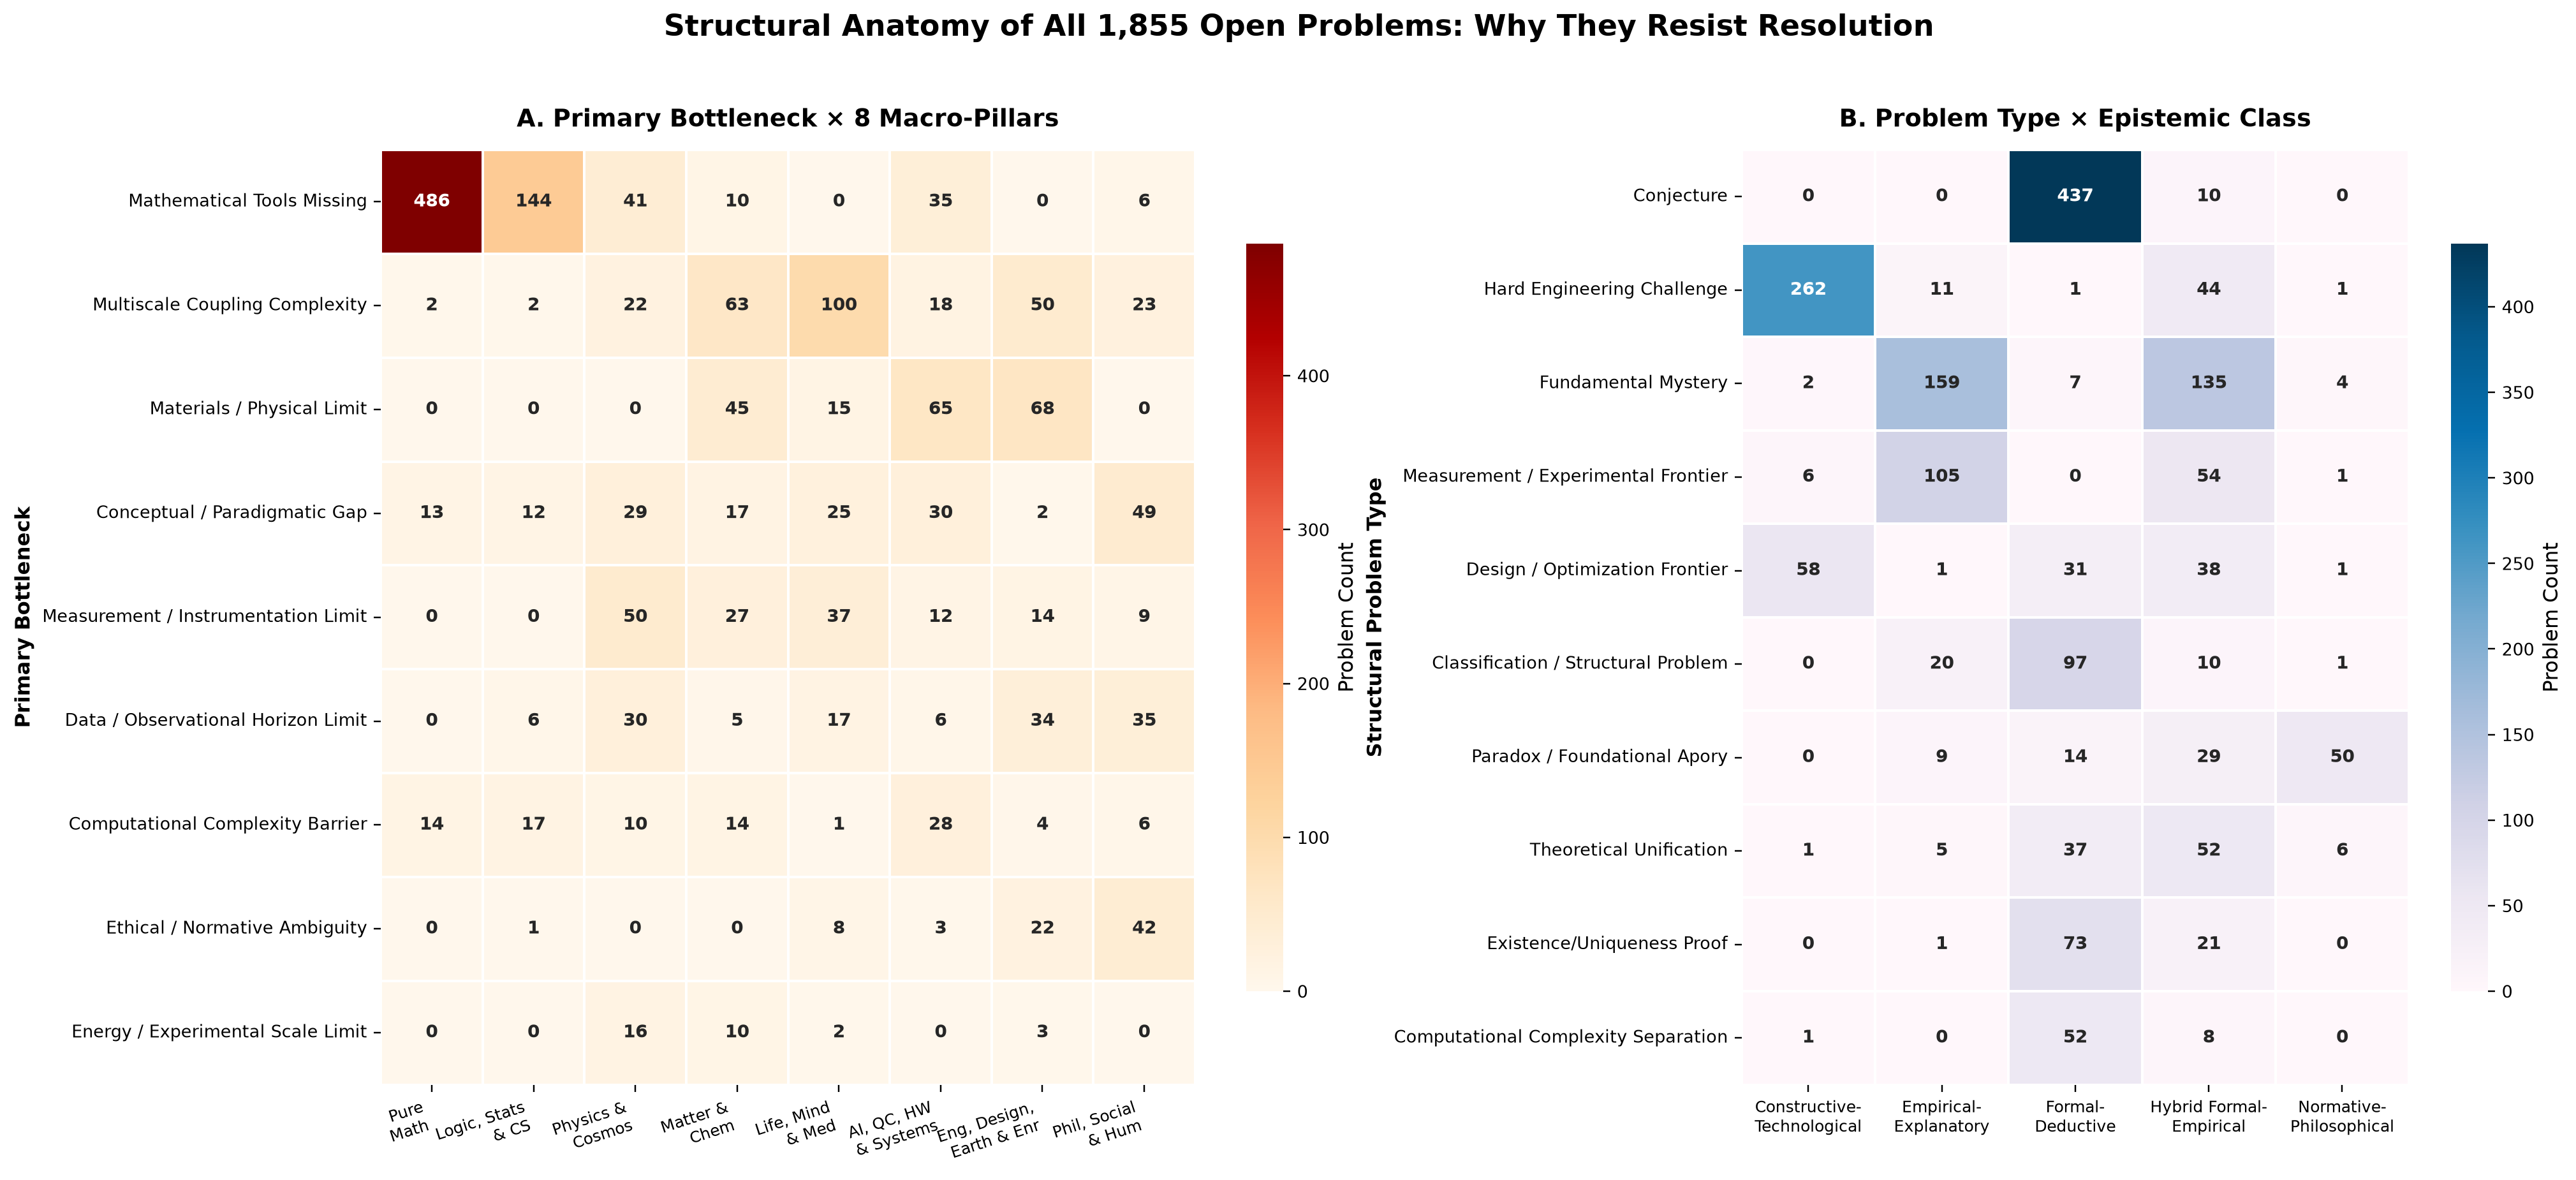 Structural Anatomy of All 1,855 Open Problems: Why They Resist Resolution
A. Primary Bottleneck × 8 Macro-Pillars
Primary Bottleneck
Mathematical Tools Missing 486 144 41 10 0 35 0 6
Multiscale Coupling Complexity 2 2 22 63 100 18 50 23
Materials / Physical Limit 0 0 0 45 15 65 68 0
Conceptual / Paradigmatic Gap 13 12 29 17 25 30 2 49
Measurement / Instrumentation Limit 0 0 50 27 37 12 14 9
Data / Observational Horizon Limit 0 6 30 5 17 6 34 35
Computational Complexity Barrier 14 17 10 14 1 28 4 6
Ethical / Normative Ambiguity 0 1 0 0 8 3 22 42
Energy / Experimental Scale Limit 0 0 16 10 2 0 3 0
Pure
Math
Logic, Stats
& CS
Physics &
Cosmos
Matter &
Chem
Life, Mind
& Med
AI, QC, HW
& Systems
Eng, Design,
Earth & Enr
Phil, Social
& Hum
400
300
200
100
0
Problem Count
B. Problem Type × Epistemic Class
Structural Problem Type
Conjecture 0 0 437 10 0
Hard Engineering Challenge 262 11 1 44 1
Fundamental Mystery 2 159 7 135 4
Measurement / Experimental Frontier 6 105 0 54 1
Design / Optimization Frontier 58 1 31 38 1
Classification / Structural Problem 0 20 97 10 1
Paradox / Foundational Apory 0 9 14 29 50
Theoretical Unification 1 5 37 52 6
Existence/Uniqueness Proof 0 1 73 21 0
Computational Complexity Separation 1 0 52 8 0
Constructive-
Technological
Empirical-
Explanatory
Formal-
Deductive
Hybrid Formal-
Empirical
Normative-
Philosophical
400
350
300
250
200
150
100
50
0
Problem Count